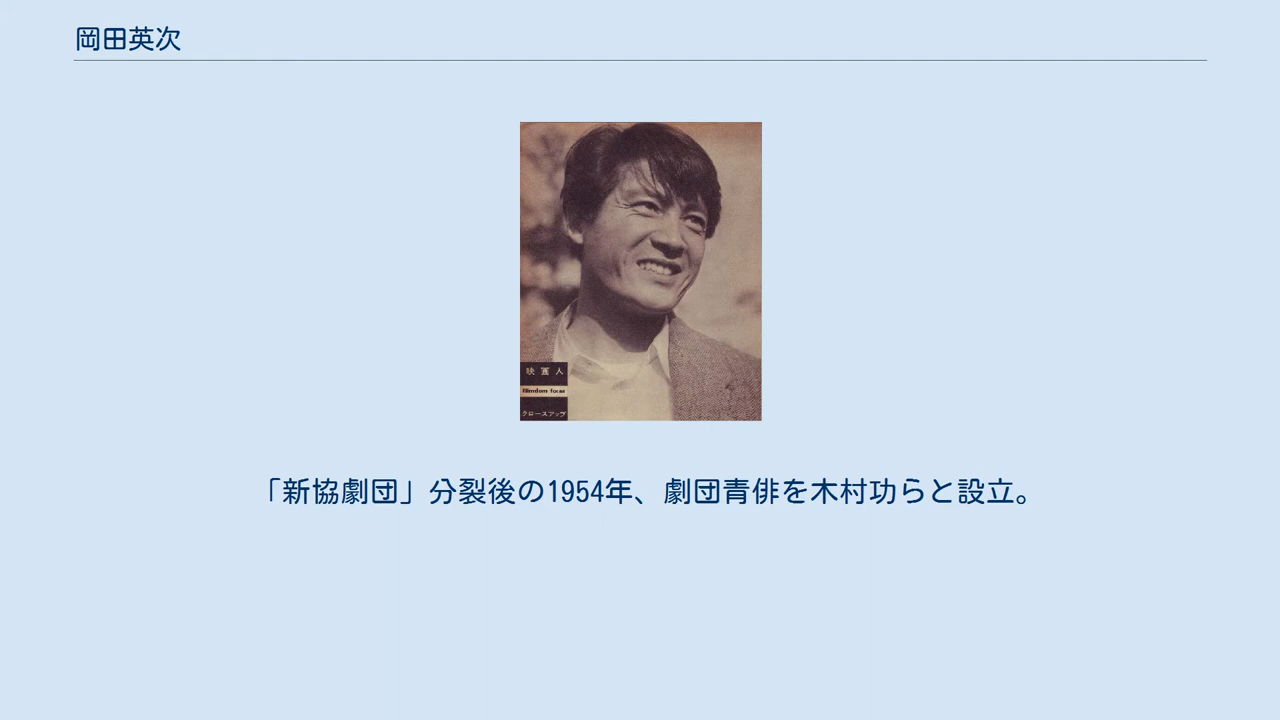 岡田英次
映画人
filmdom focus
クローズアップ
「新協劇団」分裂後の1954年、劇団青俳を木村功らと設立。